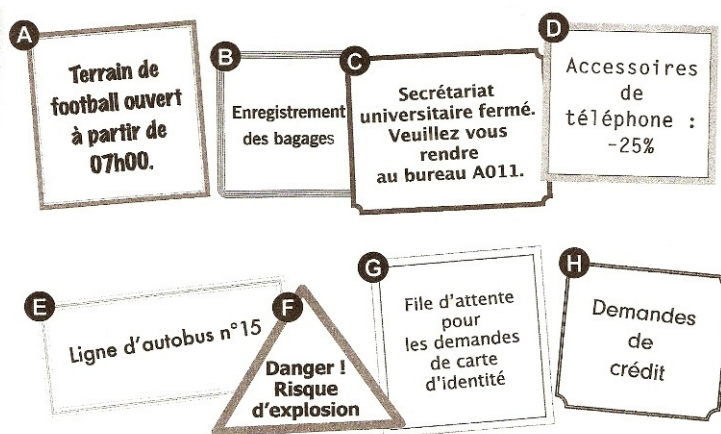 A
Terrain de
football ouvert
à partir de
07h00.
B
Enregistrement
des bagages
C
Secrétariat
universitaire fermé.
Veuillez vous
rendre
au bureau A011.
D
Accessoires
de
téléphone :
-25%
E
Ligne d'autobus n°15
F
Danger !
Risque
d'explosion
G
File d'attente
pour
les demandes
de carte
d'identité
H
Demandes
de
crédit